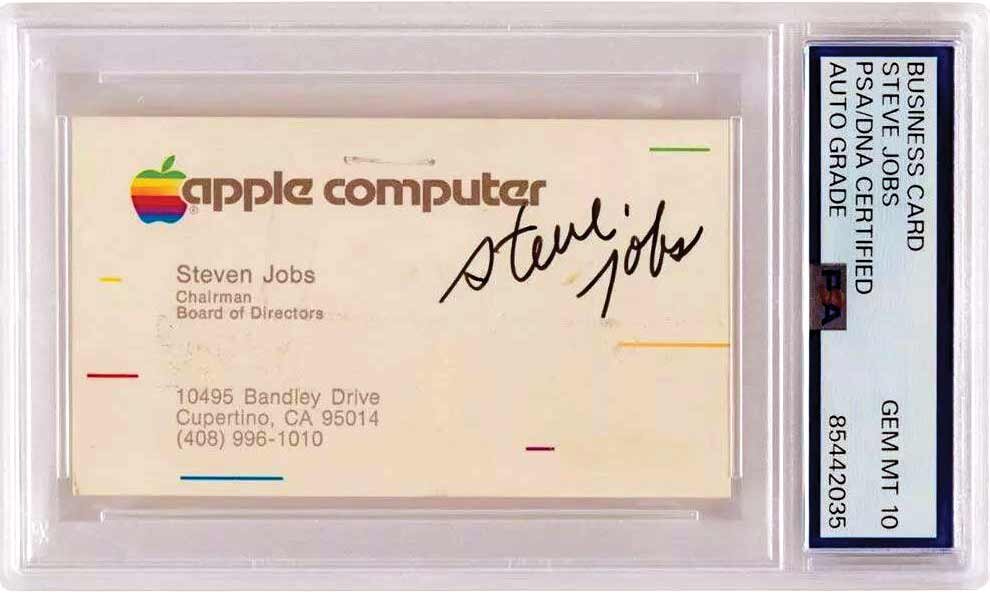 apple computer
®
steve jobs
Steven Jobs
Chairman
Board of Directors
10495 Bandley Drive
Cupertino, CA 95014
(408) 996-1010
BUSINESS CARD
STEVE JOBS
PSA/DNA CERTIFIED
AUTO GRADE
GEM MT 10
85442035
PSA